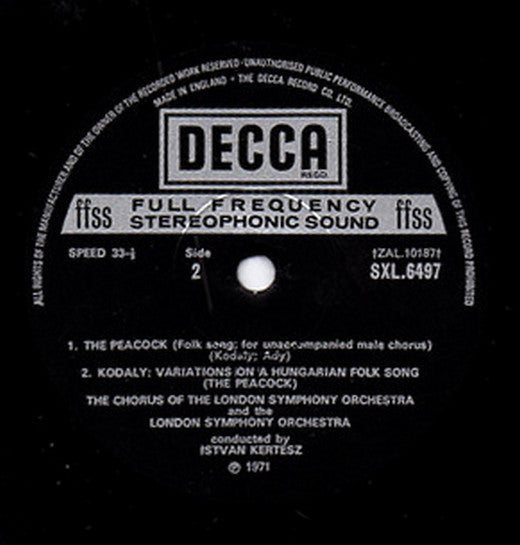 ALL RIGHTS OF THE MANUFACTURER AND OF THE OWNER OF THE RECORDED WORK RESERVED · UNAUTHORISED PUBLIC PERFORMANCE BROADCASTING AND COPYING OF THIS RECORD PROHIBITED
MADE IN ENGLAND • THE DECCA RECORD CO. LTD.
DECCA
REGD.
ffss FULL FREQUENCY STEREOPHONIC SOUND ffss
SPEED 33-⅓ Side 2 †ZAL.10187†
SXL.6497
1. THE PEACOCK (Folk song; for unaccompanied male chorus)
(Kodaly; Ady)
2. KODALY: VARIATIONS ON A HUNGARIAN FOLK SONG
(THE PEACOCK)
THE CHORUS OF THE LONDON SYMPHONY ORCHESTRA
and the
LONDON SYMPHONY ORCHESTRA
conducted by
ISTVAN KERTESZ
℗ 1971